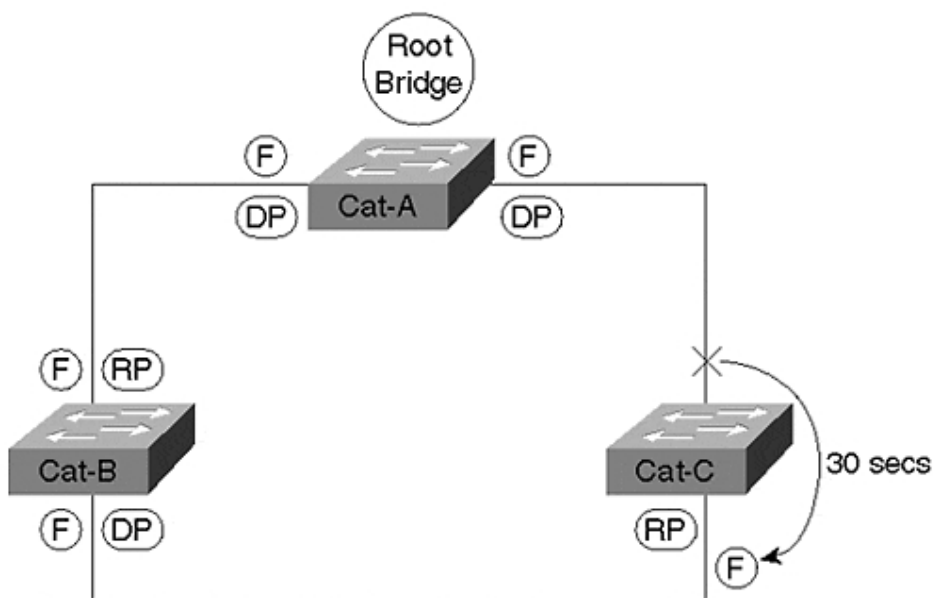 Root
Bridge
F
F
DP
Cat-A
DP
F
RP
Cat-B
Cat-C
30 secs
F
DP
RP
F